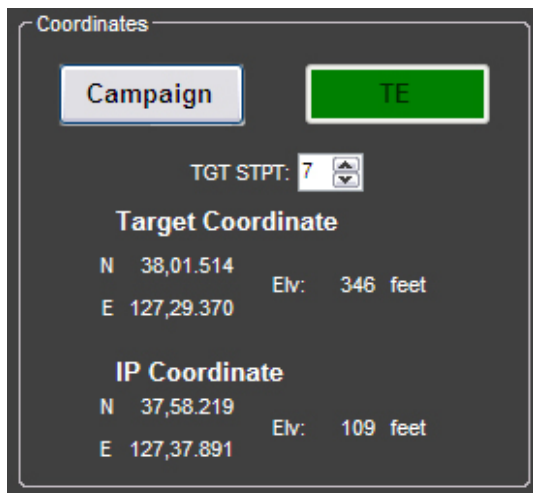 Coordinates
Campaign TE
TGT STPT: 7
Target Coordinate
N 38,01.514
Elv: 346 feet
E 127,29.370
IP Coordinate
N 37,58.219
Elv: 109 feet
E 127,37.891